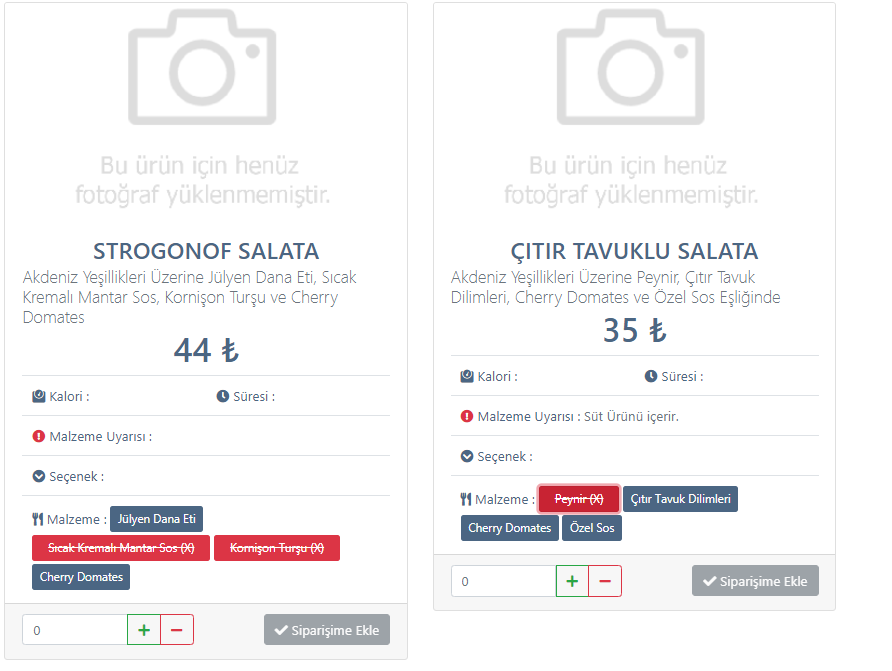 Bu ürün için henüz
fotoğraf yüklenmemiştir.
STROGONOF SALATA
Akdeniz Yeşillikleri Üzerine Jülyen Dana Eti, Sıcak
Kremalı Mantar Sos, Kornişon Turşu ve Cherry
Domates
44 ₺
Kalori :
Süresi :
Malzeme Uyarısı :
Seçenek :
Malzeme : Jülyen Dana Eti
Sıcak Kremalı Mantar Sos (X) Kornişon Turşu (X)
Cherry Domates
0 + −
Siparişime Ekle
Bu ürün için henüz
fotoğraf yüklenmemiştir.
ÇITIR TAVUKLU SALATA
Akdeniz Yeşillikleri Üzerine Peynir, Çıtır Tavuk
Dilimleri, Cherry Domates ve Özel Sos Eşliğinde
35 ₺
Kalori :
Süresi :
Malzeme Uyarısı : Süt Ürünü içerir.
Seçenek :
Malzeme : Peynir (X) Çıtır Tavuk Dilimleri
Cherry Domates Özel Sos
0 + −
Siparişime Ekle